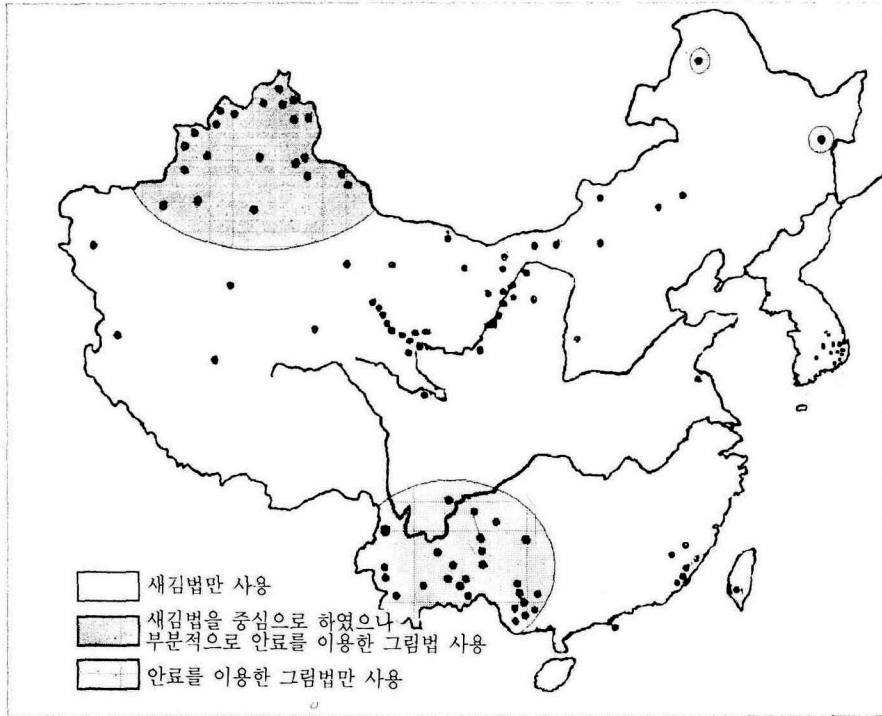 새김법만 사용
새김법을 중심으로 하였으나
부분적으로 안료를 이용한 그림법 사용
안료를 이용한 그림법만 사용